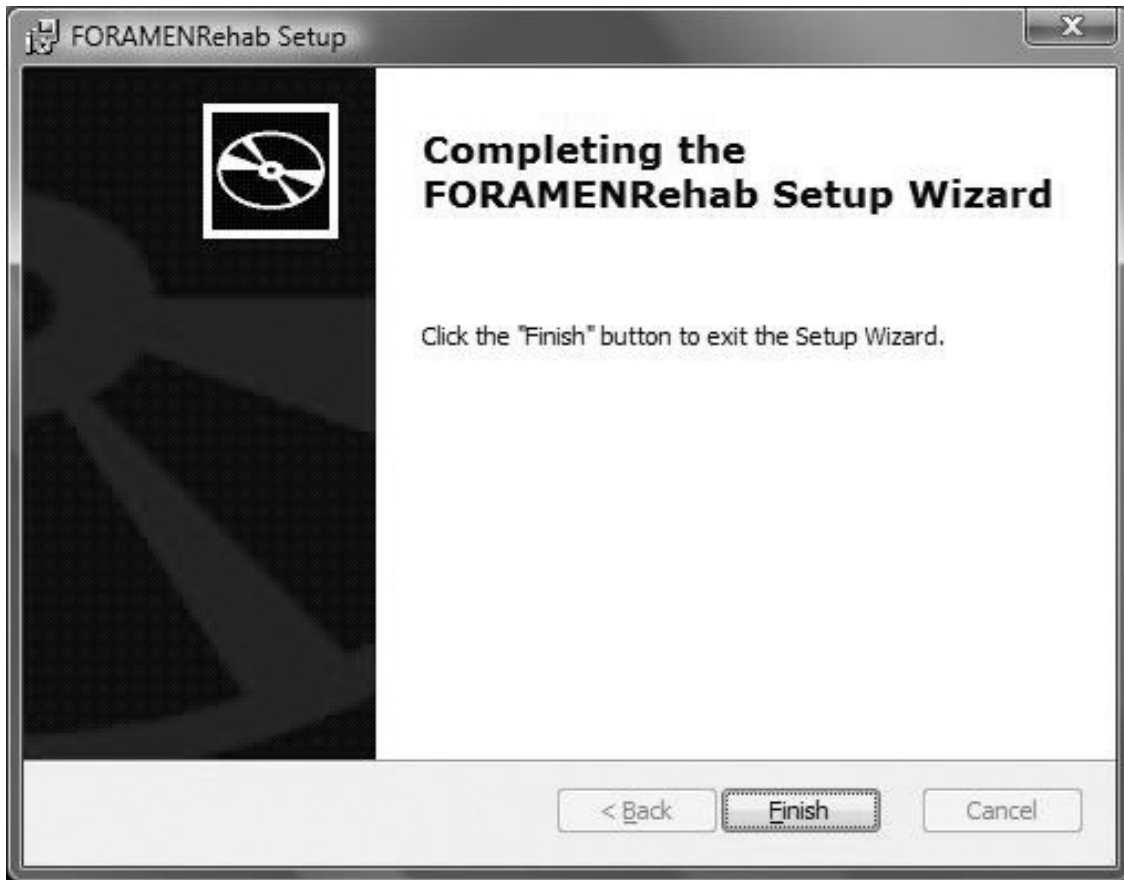 FORAMENRehab Setup
Completing the
FORAMENRehab Setup Wizard
Click the "Finish" button to exit the Setup Wizard.
< Back
Finish
Cancel